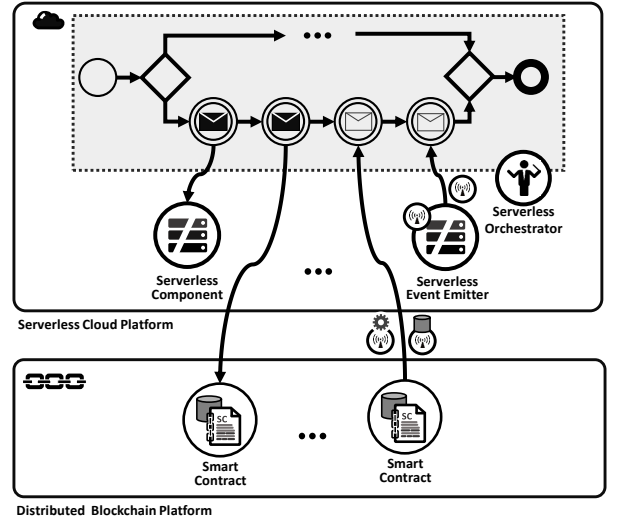 Serverless
Orchestrator
Serverless
Component
Serverless
Event Emitter
Serverless Cloud Platform
SC
SC
Smart
Contract
Smart
Contract
Distributed Blockchain Platform